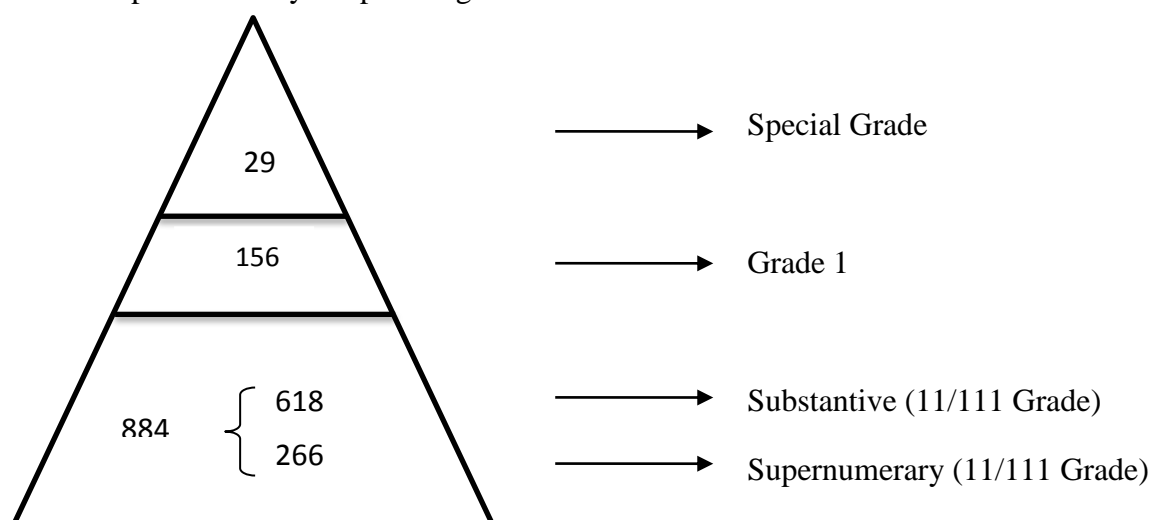 29
Special Grade
156
Grade 1
884
618
266
Substantive (11/111 Grade)
Supernumerary (11/111 Grade)